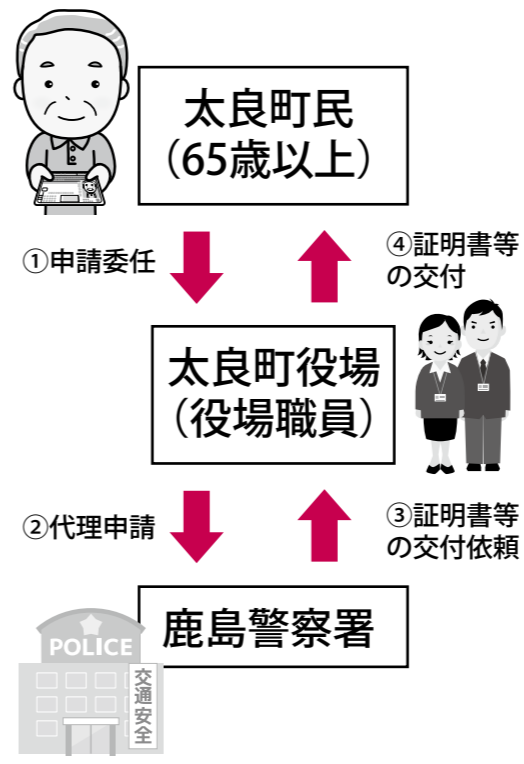 太良町民
（65歳以上）
①申請委任
④証明書等
の交付
太良町役場
（役場職員）
②代理申請
③証明書等
の交付依頼
鹿島警察署
POLICE
交通安全